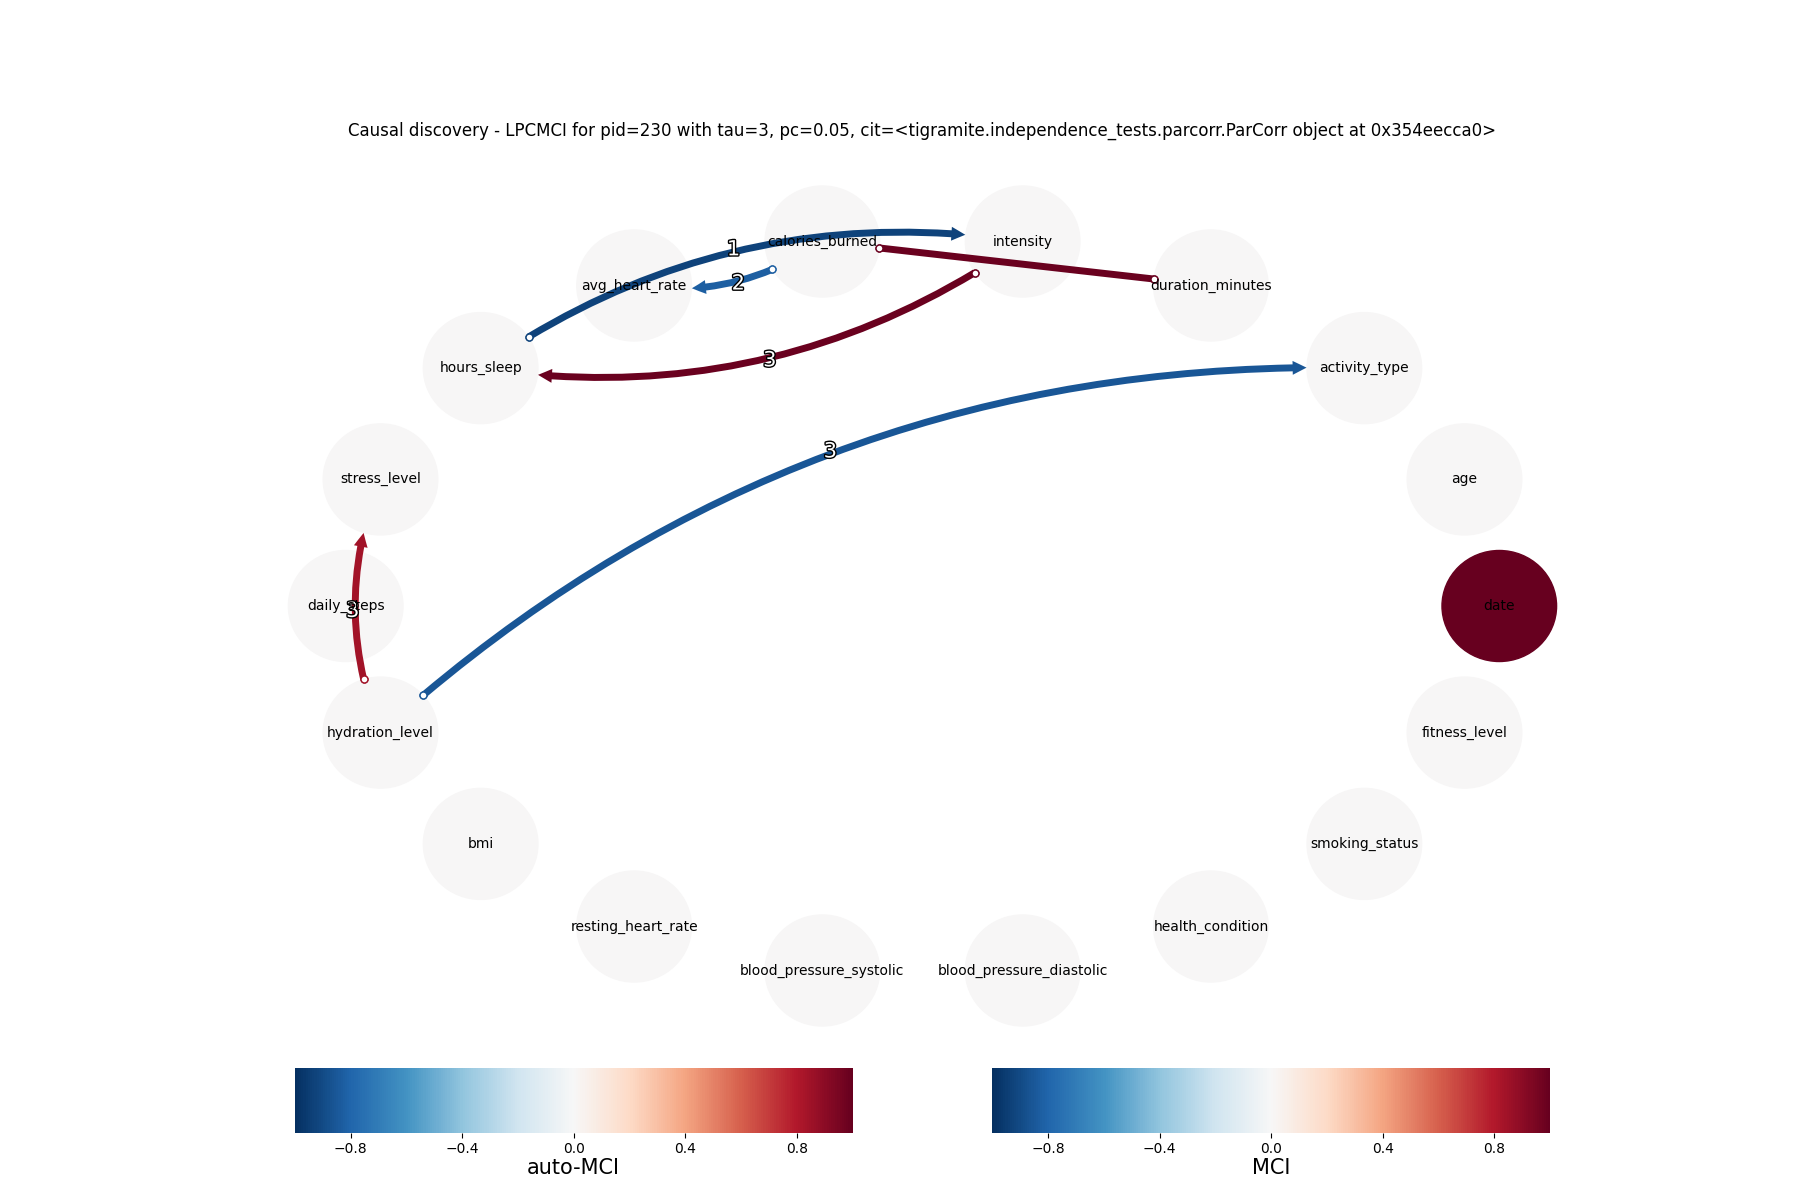 Causal discovery - LPCMCI for pid=230 with tau=3, pc=0.05, cit=<tigramite.independence_tests.parcorr.ParCorr object at 0x354eecca0>
calories_burned
intensity
1
avg_heart_rate
2
duration_minutes
3
hours_sleep
activity_type
3
stress_level
age
daily_steps
3
date
hydration_level
fitness_level
bmi
smoking_status
resting_heart_rate
health_condition
blood_pressure_systolic
blood_pressure_diastolic
−0.8 −0.4 0.0 0.4 0.8
auto-MCI
−0.8 −0.4 0.0 0.4 0.8
MCI